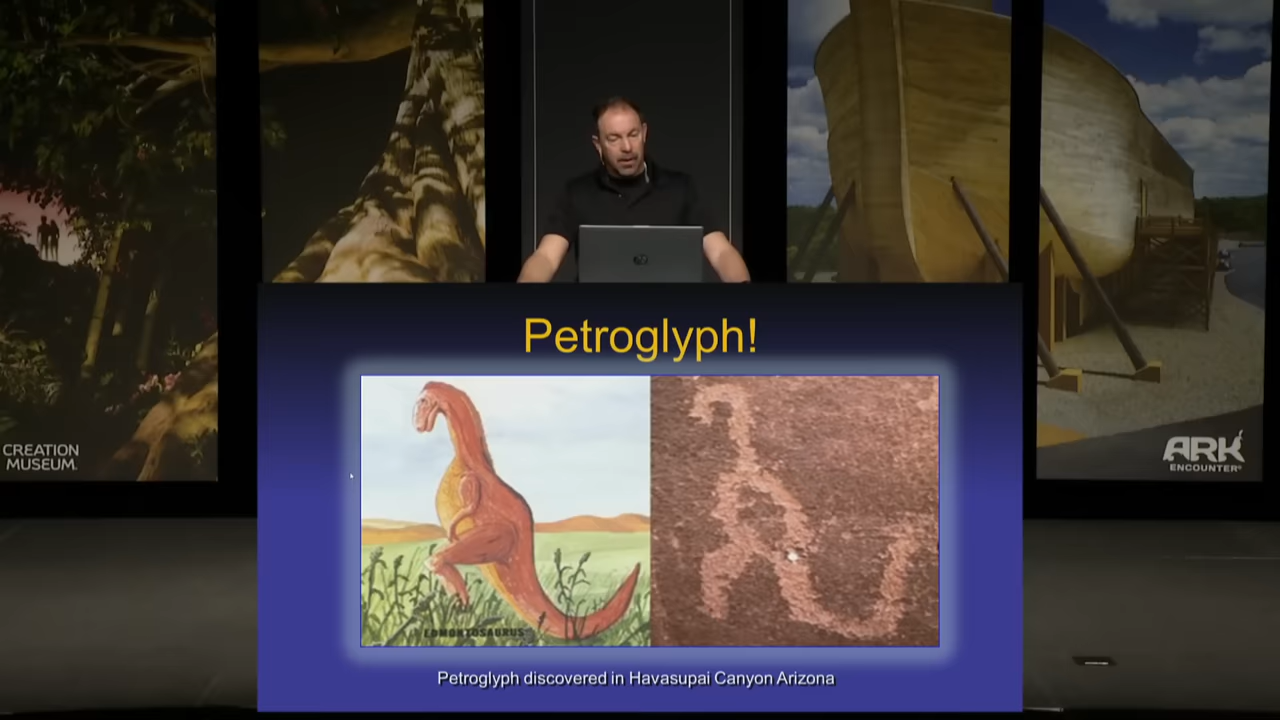 CREATION
MUSEUM
ARK
ENCOUNTER
Petroglyph!
EDMONTOSAURUS
Petroglyph discovered in Havasupai Canyon Arizona